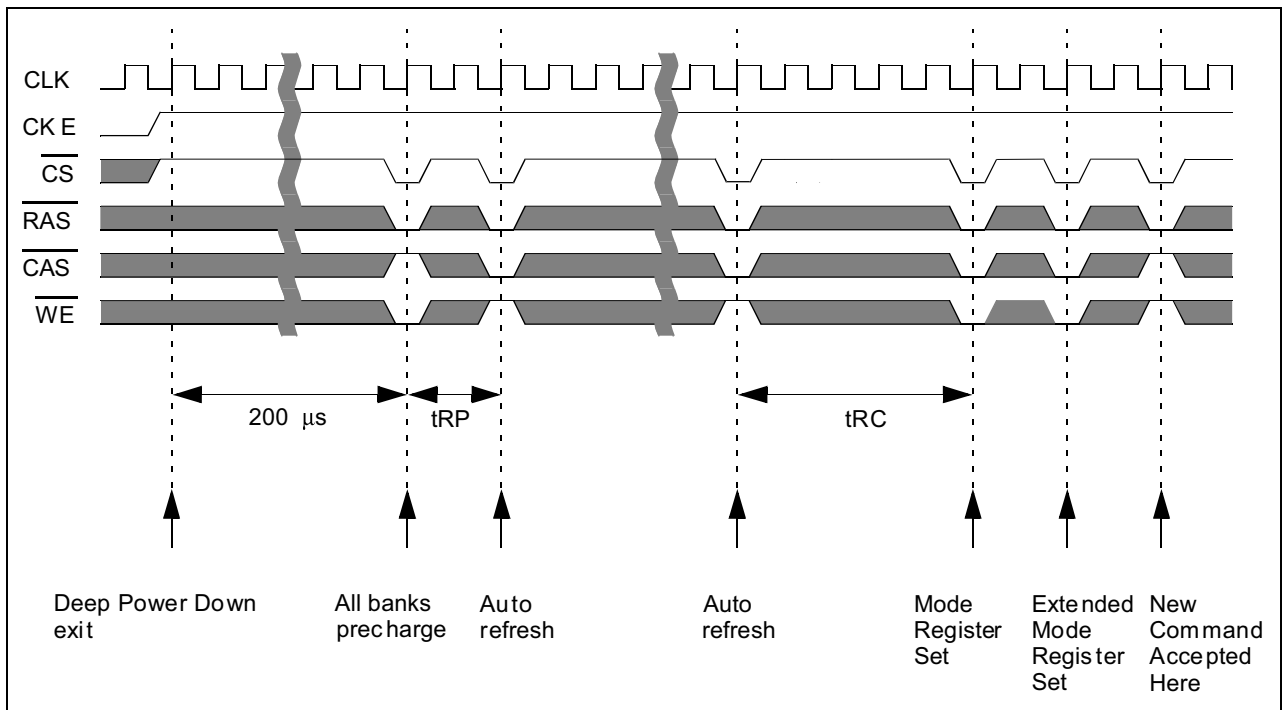 CLK
CKE
CS
RAS
CAS
WE
200 μs
tRP
tRC
Deep Power Down
exit
All banks
precharge
Auto
refresh
Auto
refresh
Mode
Register
Set
Extended
Mode
Register
Set
New
Command
Accepted
Here